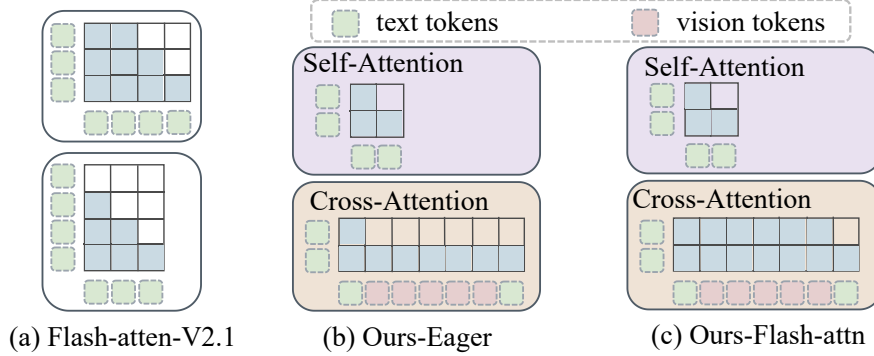 text tokens
vision tokens
Self-Attention
Self-Attention
Cross-Attention
Cross-Attention
(a) Flash-atten-V2.1
(b) Ours-Eager
(c) Ours-Flash-attn